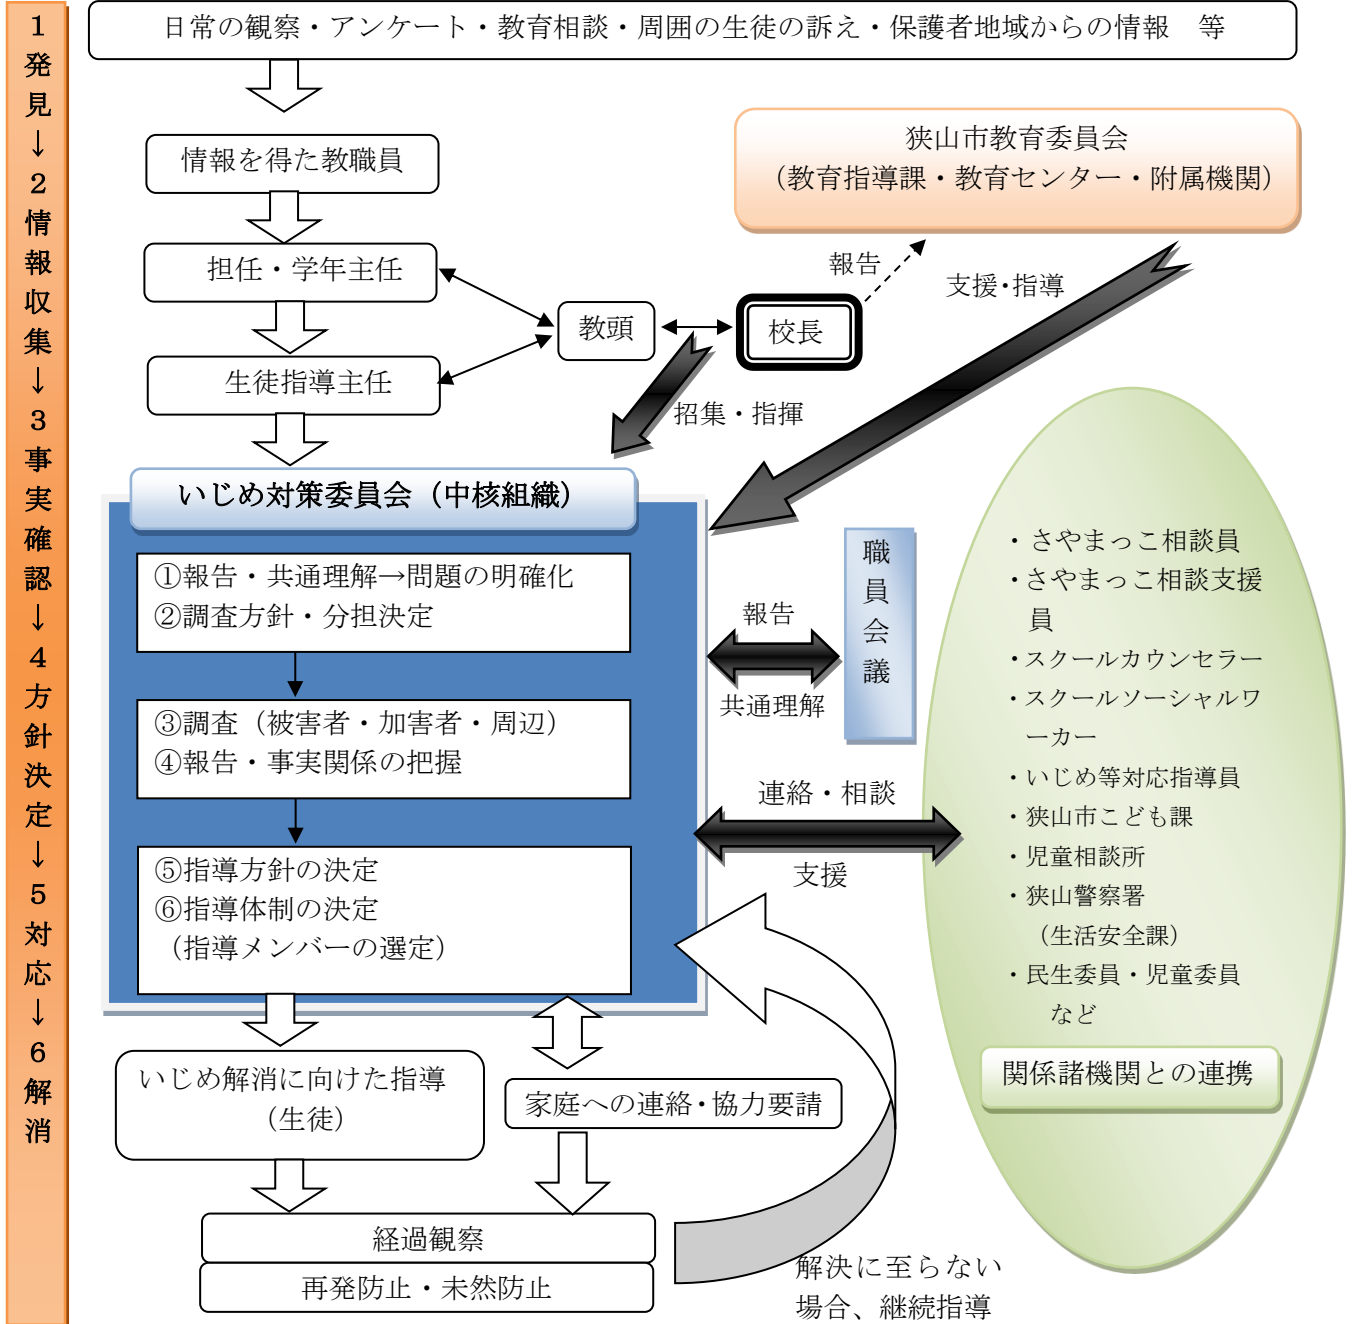 1発見→2情報収集→3事実確認→4方針決定→5対応→6解消
日常の観察・アンケート・教育相談・周囲の生徒の訴え・保護者地域からの情報　等
情報を得た教職員
狭山市教育委員会
（教育指導課・教育センター・附属機関）
担任・学年主任
報告
支援・指導
教頭
校長
生徒指導主任
招集・指揮
いじめ対策委員会（中核組織）
①報告・共通理解→問題の明確化
②調査方針・分担決定
③調査（被害者・加害者・周辺）
④報告・事実関係の把握
⑤指導方針の決定
⑥指導体制の決定
（指導メンバーの選定）
職員会議
報告
共通理解
連絡・相談
支援
・さやまっこ相談員
・さやまっこ相談支援
員
・スクールカウンセラー
・スクールソーシャルワ
ーカー
・いじめ等対応指導員
・狭山市こども課
・児童相談所
・狭山警察署
（生活安全課）
・民生委員・児童委員
など
関係諸機関との連携
いじめ解消に向けた指導
（生徒）
家庭への連絡・協力要請
経過観察
再発防止・未然防止
解決に至らない
場合、継続指導